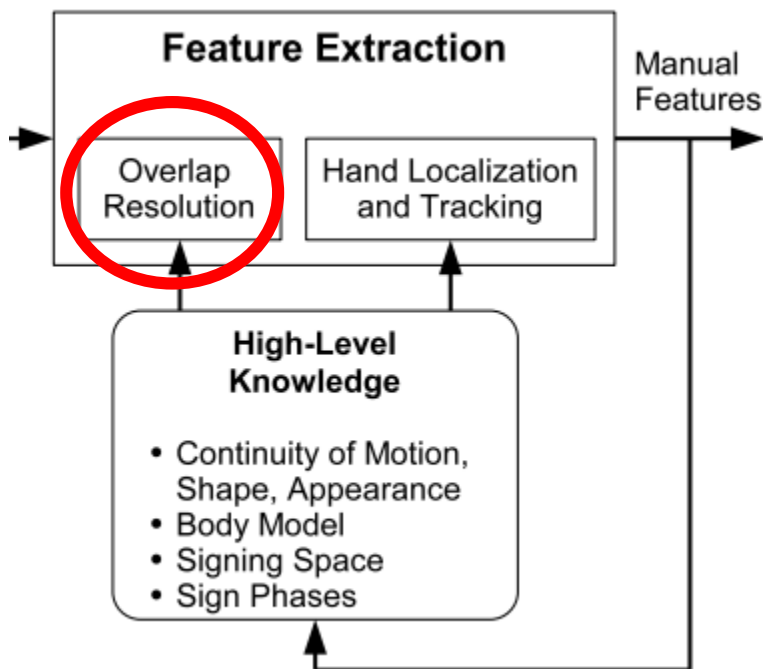 Feature Extraction
Manual
Features
Overlap
Resolution
Hand Localization
and Tracking
High-Level
Knowledge
• Continuity of Motion,
Shape, Appearance
• Body Model
• Signing Space
• Sign Phases